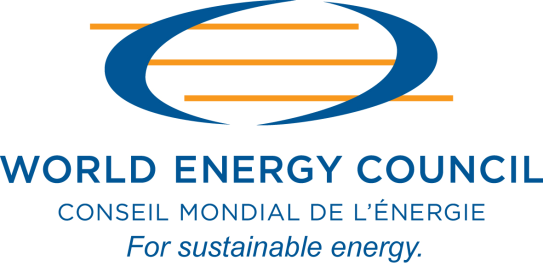 WORLD ENERGY COUNCIL
CONSEIL MONDIAL DE L'ÉNERGIE
For sustainable energy.